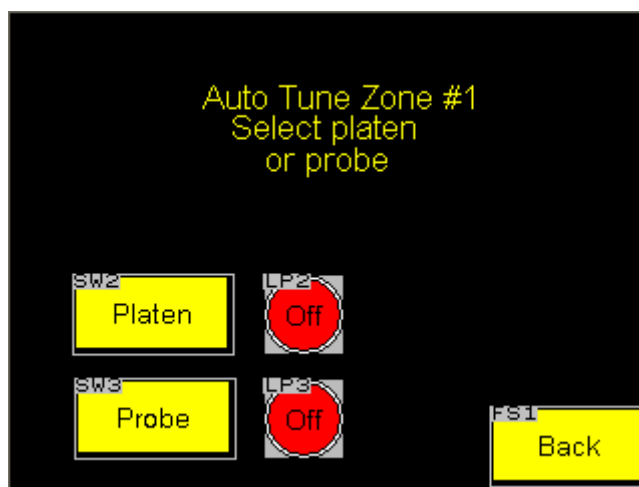 Auto Tune Zone #1
Select platen
or probe
SW2
Platen
LP2
Off
SW3
Probe
LP3
Off
FS1
Back